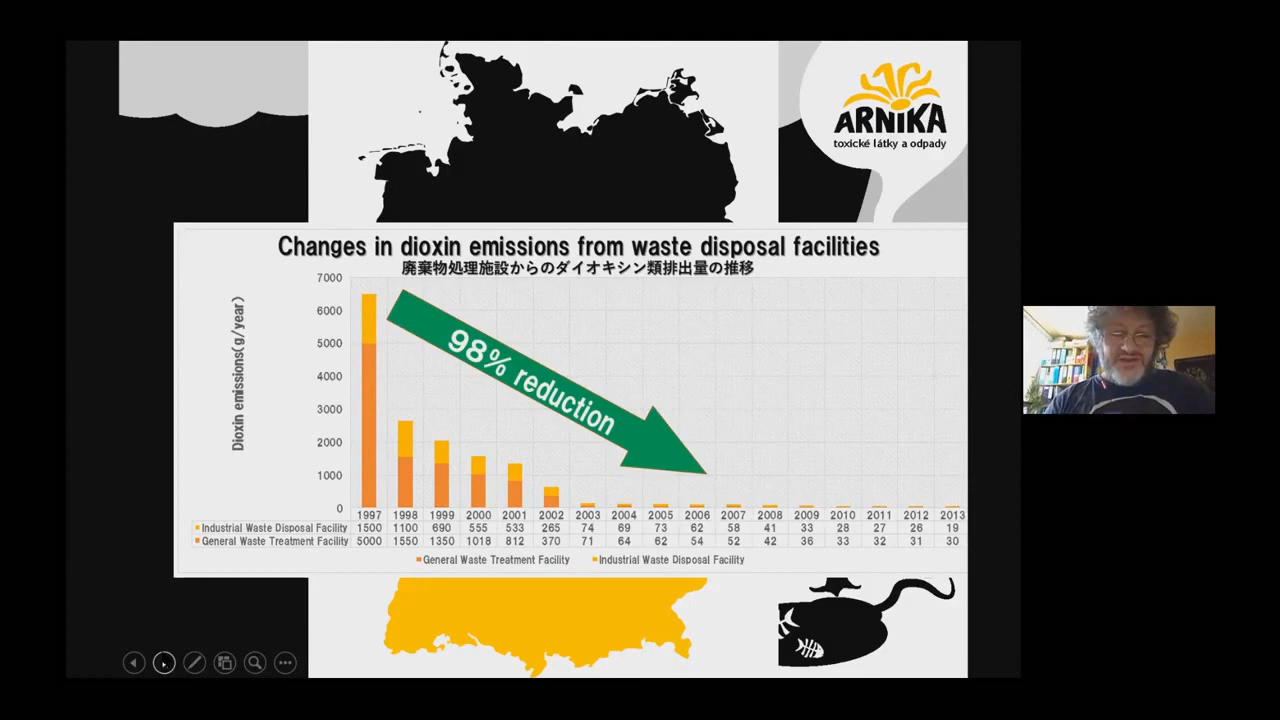 ARNIKA
toxické látky a odpady
Changes in dioxin emissions from waste disposal facilities
廃棄物処理施設からのダイオキシン類排出量の推移
Dioxin emissions(g/year)
7000
6000
5000
4000
3000
2000
1000
0
98% reduction
1997 1998 1999 2000 2001 2002 2003 2004 2005 2006 2007 2008 2009 2010 2011 2012 2013
Industrial Waste Disposal Facility 1500 1100 690 555 533 265 74 69 73 62 58 41 33 28 27 26 19
General Waste Treatment Facility 5000 1550 1350 1018 812 370 71 64 62 54 52 42 36 33 32 31 30
General Waste Treatment Facility Industrial Waste Disposal Facility